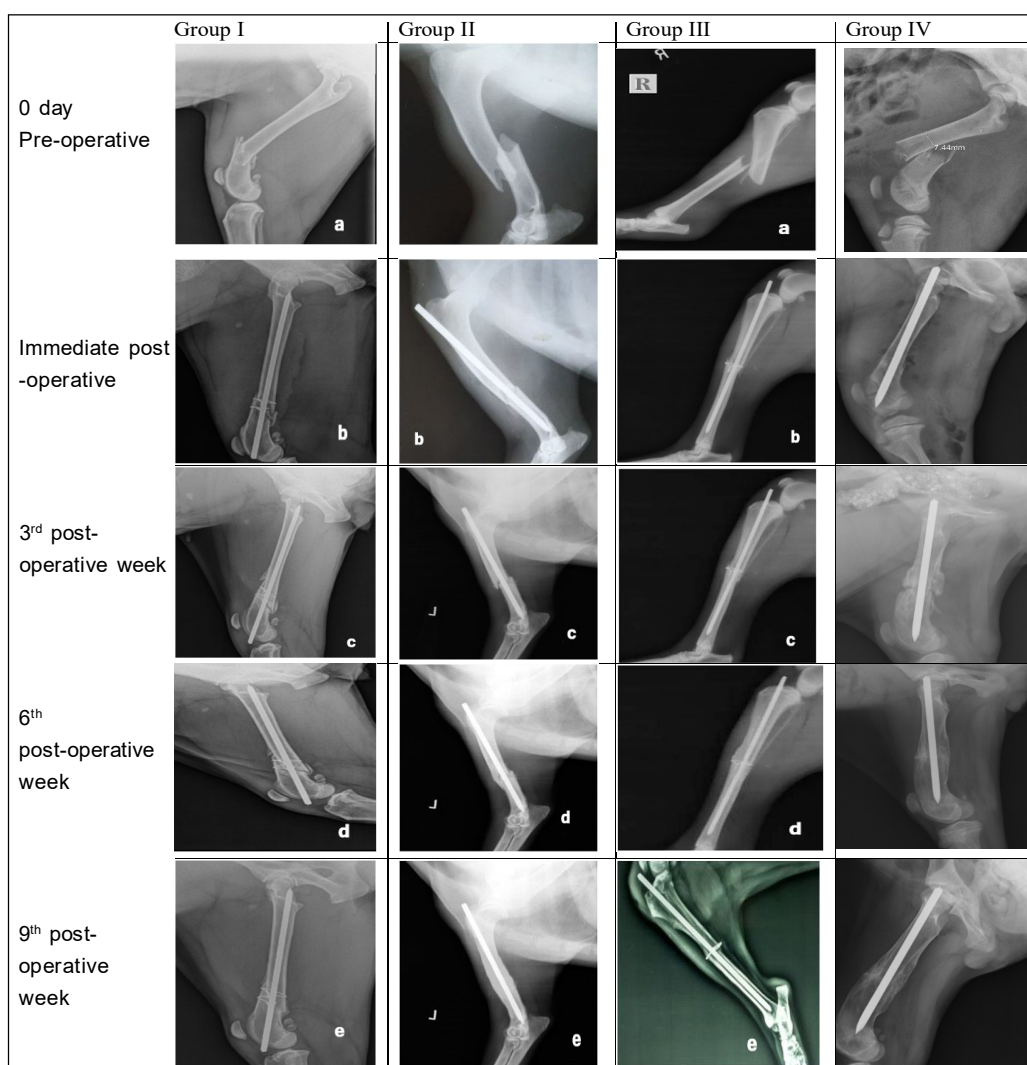 Group I Group II Group III Group IV
0 day
Pre-operative
R
R
7.44mm
a
a
Immediate post
-operative
b
b
b
3rd post-
operative week
L
c
c
c
6th
post-operative
week
L
d
d
d
9th post-
operative
week
L
e
e
e